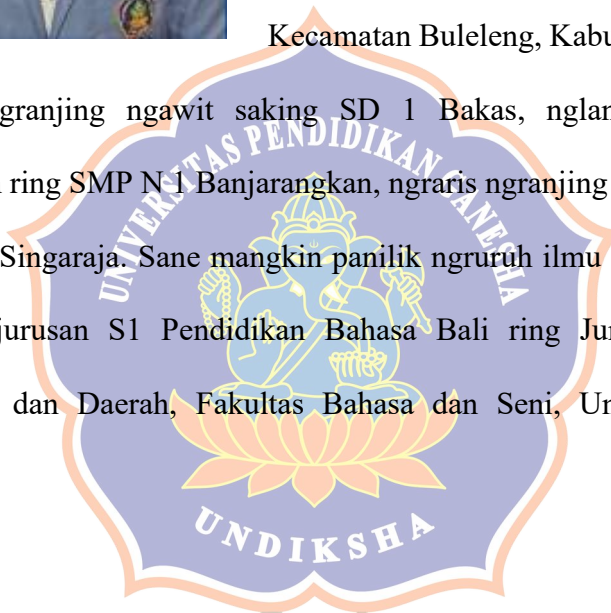 Kecamatan Buleleng, Kabu
granjing ngawit saking SD 1 Bakas, nglan
ring SMP N 1 Banjarangkan, ngraris ngranjing
Singaraja. Sane mangkin panilik ngruruh ilmu
jurusan S1 Pendidikan Bahasa Bali ring Jur
dan Daerah, Fakultas Bahasa dan Seni, Un
UNIVERSITAS PENDIDIKAN GANESHA
UNDIKSHA